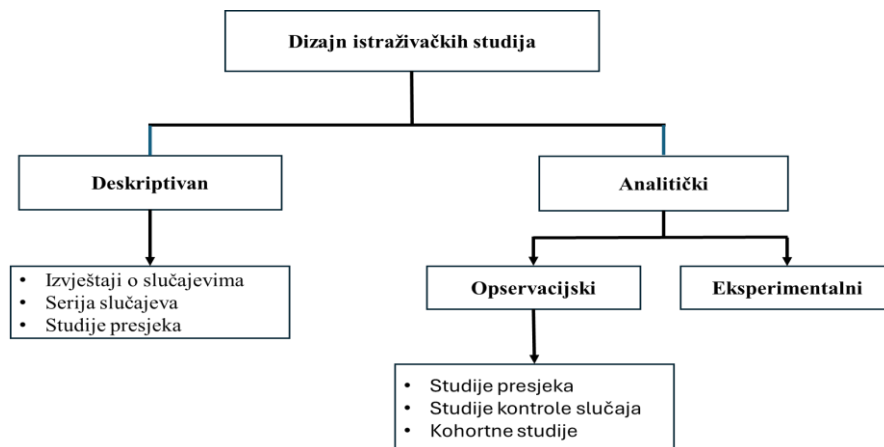 Dizajn istraživačkih studija
Deskriptivan
Analitički
• Izvještaji o slučajevima
• Serija slučajeva
• Studije presjeka
Opservacijski
Eksperimentalni
• Studije presjeka
• Studije kontrole slučaja
• Kohortne studije